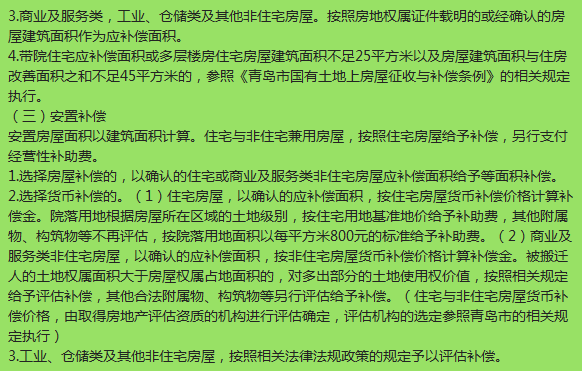 3.商业及服务类，工业、仓储类及其他非住宅房屋。按照房地权属证件载明的或经确认的房
屋建筑面积作为应补偿面积。
4.带院住宅应补偿面积或多层楼房住宅房屋建筑面积不足25平方米以及房屋建筑面积与住房
改善面积之和不足45平方米的，参照《青岛市国有土地上房屋征收与补偿条例》的相关规定
执行。
（三）安置补偿
安置房屋面积以建筑面积计算。住宅与非住宅兼用房屋，按照住宅房屋给予补偿，另行支付
经营性补助费。
1.选择房屋补偿的，以确认的住宅或商业及服务类非住宅房屋应补偿面积给予等面积补偿。
2.选择货币补偿的。（1）住宅房屋，以确认的应补偿面积，按住宅房屋货币补偿价格计算补
偿金。院落用地根据房屋所在区域的土地级别，按住宅用地基准地价给予补助费，其他附属
物、构筑物等不再评估，按院落用地面积以每平方米800元的标准给予补助费。（2）商业及
服务类非住宅房屋，以确认的应补偿面积，按非住宅房屋货币补偿价格计算补偿金。被搬迁
人的土地权属面积大于房屋权属占地面积的，对多出部分的土地使用权价值，按照相关规定
给予评估补偿，其他合法附属物、构筑物等另行评估给予补偿。（住宅与非住宅房屋货币补
偿价格，由取得房地产评估资质的机构进行评估确定，评估机构的选定参照青岛市的相关规
定执行）
3.工业、仓储类及其他非住宅房屋，按照相关法律法规政策的规定予以评估补偿。